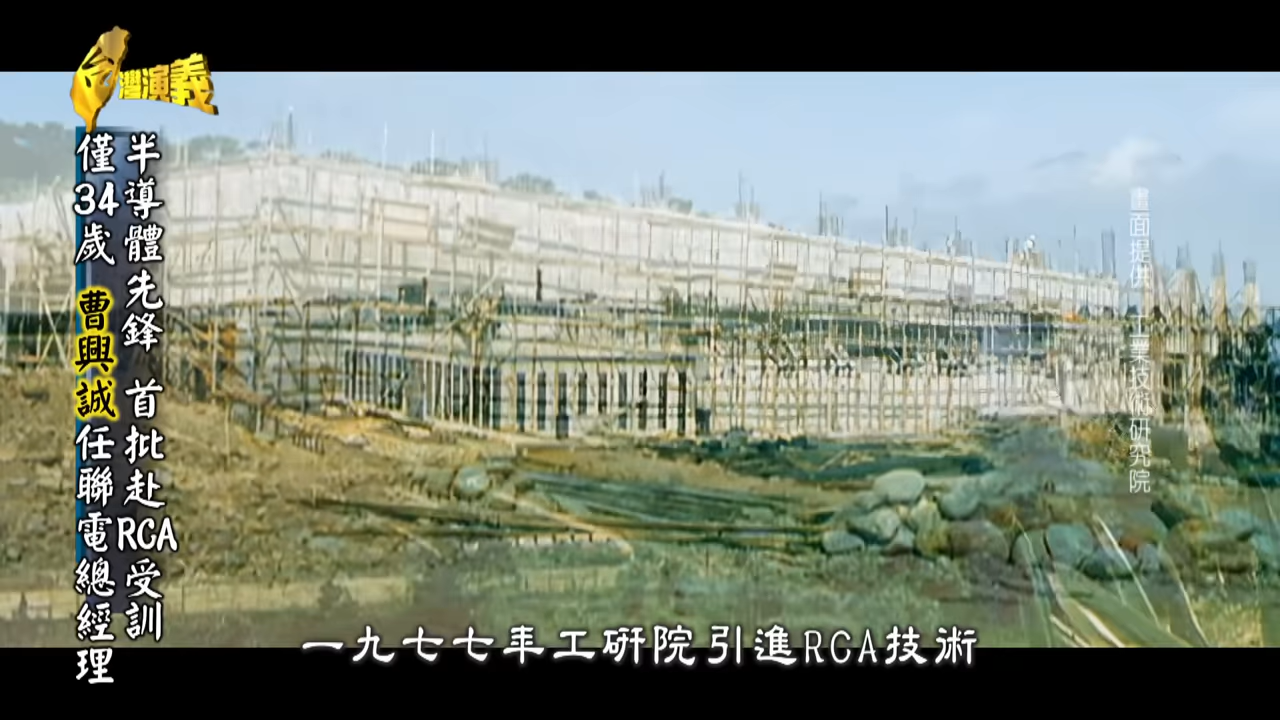 台灣演義
半導體先鋒 首批赴RCA受訓
僅34歲 曹興誠任聯電總經理
畫面提供 工業技術研究院
一九七七年工研院引進RCA技術